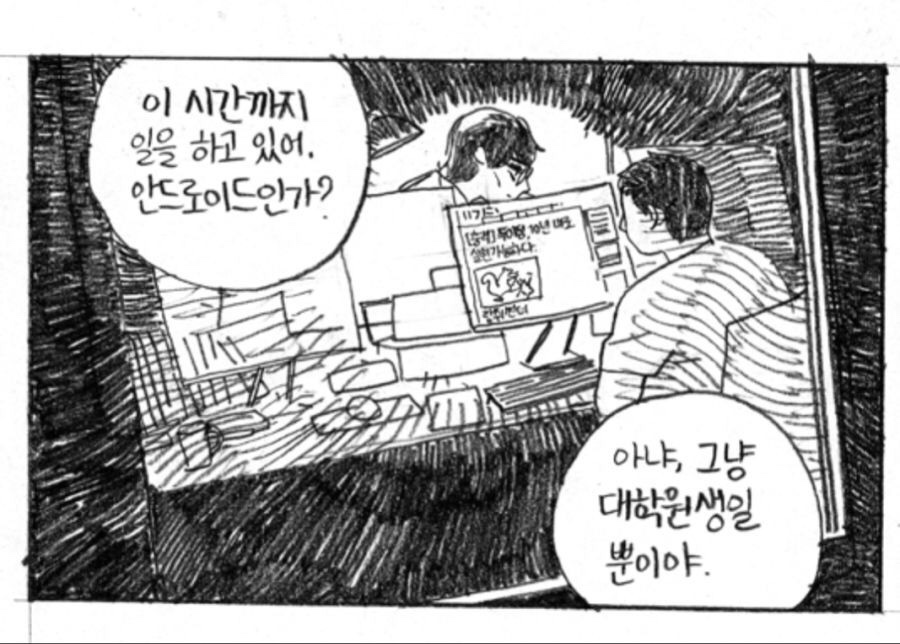 이 시간까지
일을 하고 있어.
안드로이드인가?
아냐, 그냥
대학원생일
뿐이야.